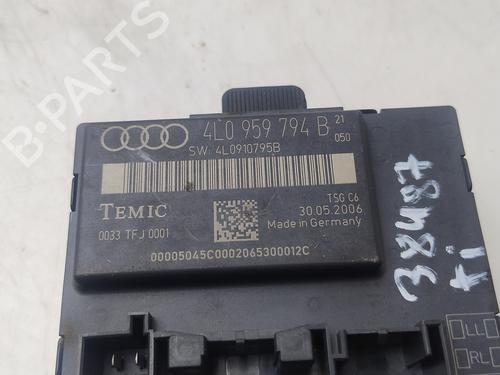 4L0 959 794 B 21
050
SW: 4L0910795B
TEMIC
TSG C6
30.05.2006
Made in Germany
0033 TFJ 0001
00005045C0002065300012C
38487
LL
RL
B-PARTS